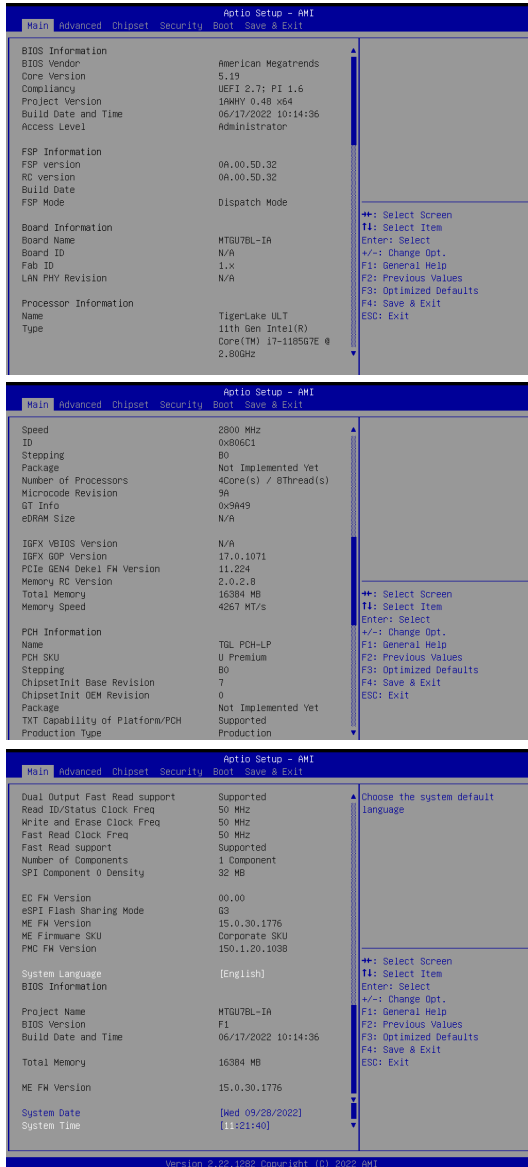 Aptio Setup - AMI
Main Advanced Chipset Security Boot Save & Exit
BIOS Information
BIOS Vendor American Megatrends
Core Version 5.19
Compliancy UEFI 2.7; PI 1.6
Project Version 1AWHY 0.48 x64
Build Date and Time 06/17/2022 10:14:36
Access Level Administrator
FSP Information
FSP version 0A.00.5D.32
RC version 0A.00.5D.32
Build Date
FSP Mode Dispatch Mode
Board Information
Board Name MTGU7BL-IA
Board ID N/A
Fab ID 1.x
LAN PHY Revision N/A
Processor Information
Name TigerLake ULT
Type 11th Gen Intel(R)
Core(TM) i7-1185G7E @
2.80GHz
→←: Select Screen
↑↓: Select Item
Enter: Select
+/-: Change Opt.
F1: General Help
F2: Previous Values
F3: Optimized Defaults
F4: Save & Exit
ESC: Exit
Aptio Setup - AMI
Main Advanced Chipset Security Boot Save & Exit
Speed 2800 MHz
ID 0x806C1
Stepping B0
Package Not Implemented Yet
Number of Processors 4Core(s) / 8Thread(s)
Microcode Revision 9A
GT Info 0x9A49
eDRAM Size N/A
IGFX VBIOS Version N/A
IGFX GOP Version 17.0.1071
PCIe GEN4 Dekel FW Version 11.224
Memory RC Version 2.0.2.8
Total Memory 16384 MB
Memory Speed 4267 MT/s
PCH Information
Name TGL PCH-LP
PCH SKU U Premium
Stepping B0
ChipsetInit Base Revision 7
ChipsetInit OEM Revision 0
Package Not Implemented Yet
TXT Capability of Platform/PCH Supported
Production Type Production
→←: Select Screen
↑↓: Select Item
Enter: Select
+/-: Change Opt.
F1: General Help
F2: Previous Values
F3: Optimized Defaults
F4: Save & Exit
ESC: Exit
Aptio Setup - AMI
Main Advanced Chipset Security Boot Save & Exit
Dual Output Fast Read support Supported
Read ID/Status Clock Freq 50 MHz
Write and Erase Clock Freq 50 MHz
Fast Read Clock Freq 50 MHz
Fast Read support Supported
Number of Components 1 Component
SPI Component 0 Density 32 MB
EC FW Version 00.00
eSPI Flash Sharing Mode G3
ME FW Version 15.0.30.1776
ME Firmware SKU Corporate SKU
PMC FW Version 150.1.20.1038
System Language [English]
BIOS Information
Project Name MTGU7BL-IA
BIOS Version F1
Build Date and Time 06/17/2022 10:14:36
Total Memory 16384 MB
ME FW Version 15.0.30.1776
System Date [Wed 09/28/2022]
System Time [11:21:40]
Choose the system default
language
→←: Select Screen
↑↓: Select Item
Enter: Select
+/-: Change Opt.
F1: General Help
F2: Previous Values
F3: Optimized Defaults
F4: Save & Exit
ESC: Exit
Version 2.22.1282 Copyright (C) 2022 AMI